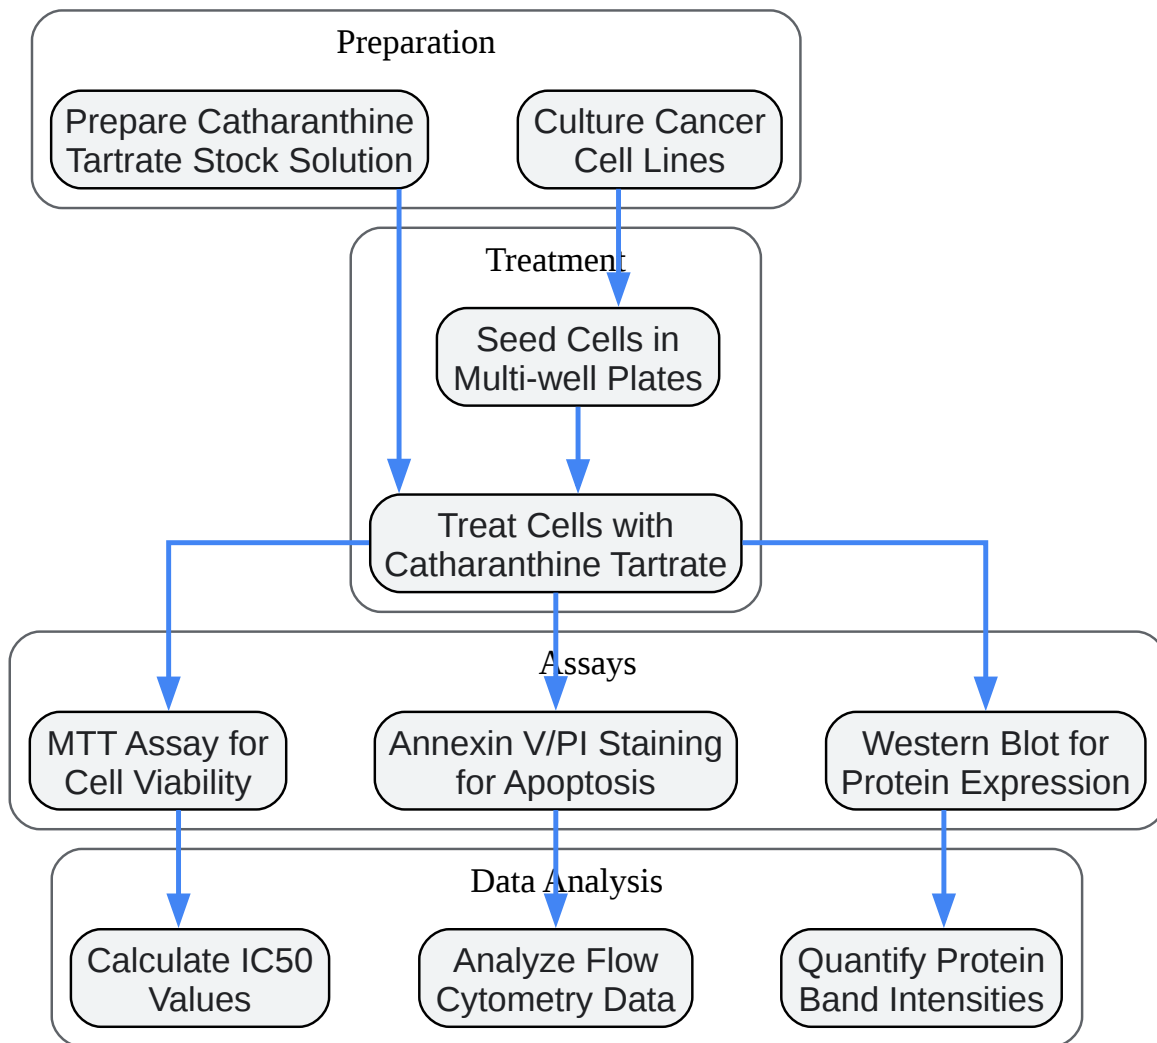 Preparation
Prepare Catharanthine
Tartrate Stock Solution
Culture Cancer
Cell Lines
Treatment
Seed Cells in
Multi-well Plates
Treat Cells with
Catharanthine Tartrate
Assays
MTT Assay for
Cell Viability
Annexin V/PI Staining
for Apoptosis
Western Blot for
Protein Expression
Data Analysis
Calculate IC50
Values
Analyze Flow
Cytometry Data
Quantify Protein
Band Intensities